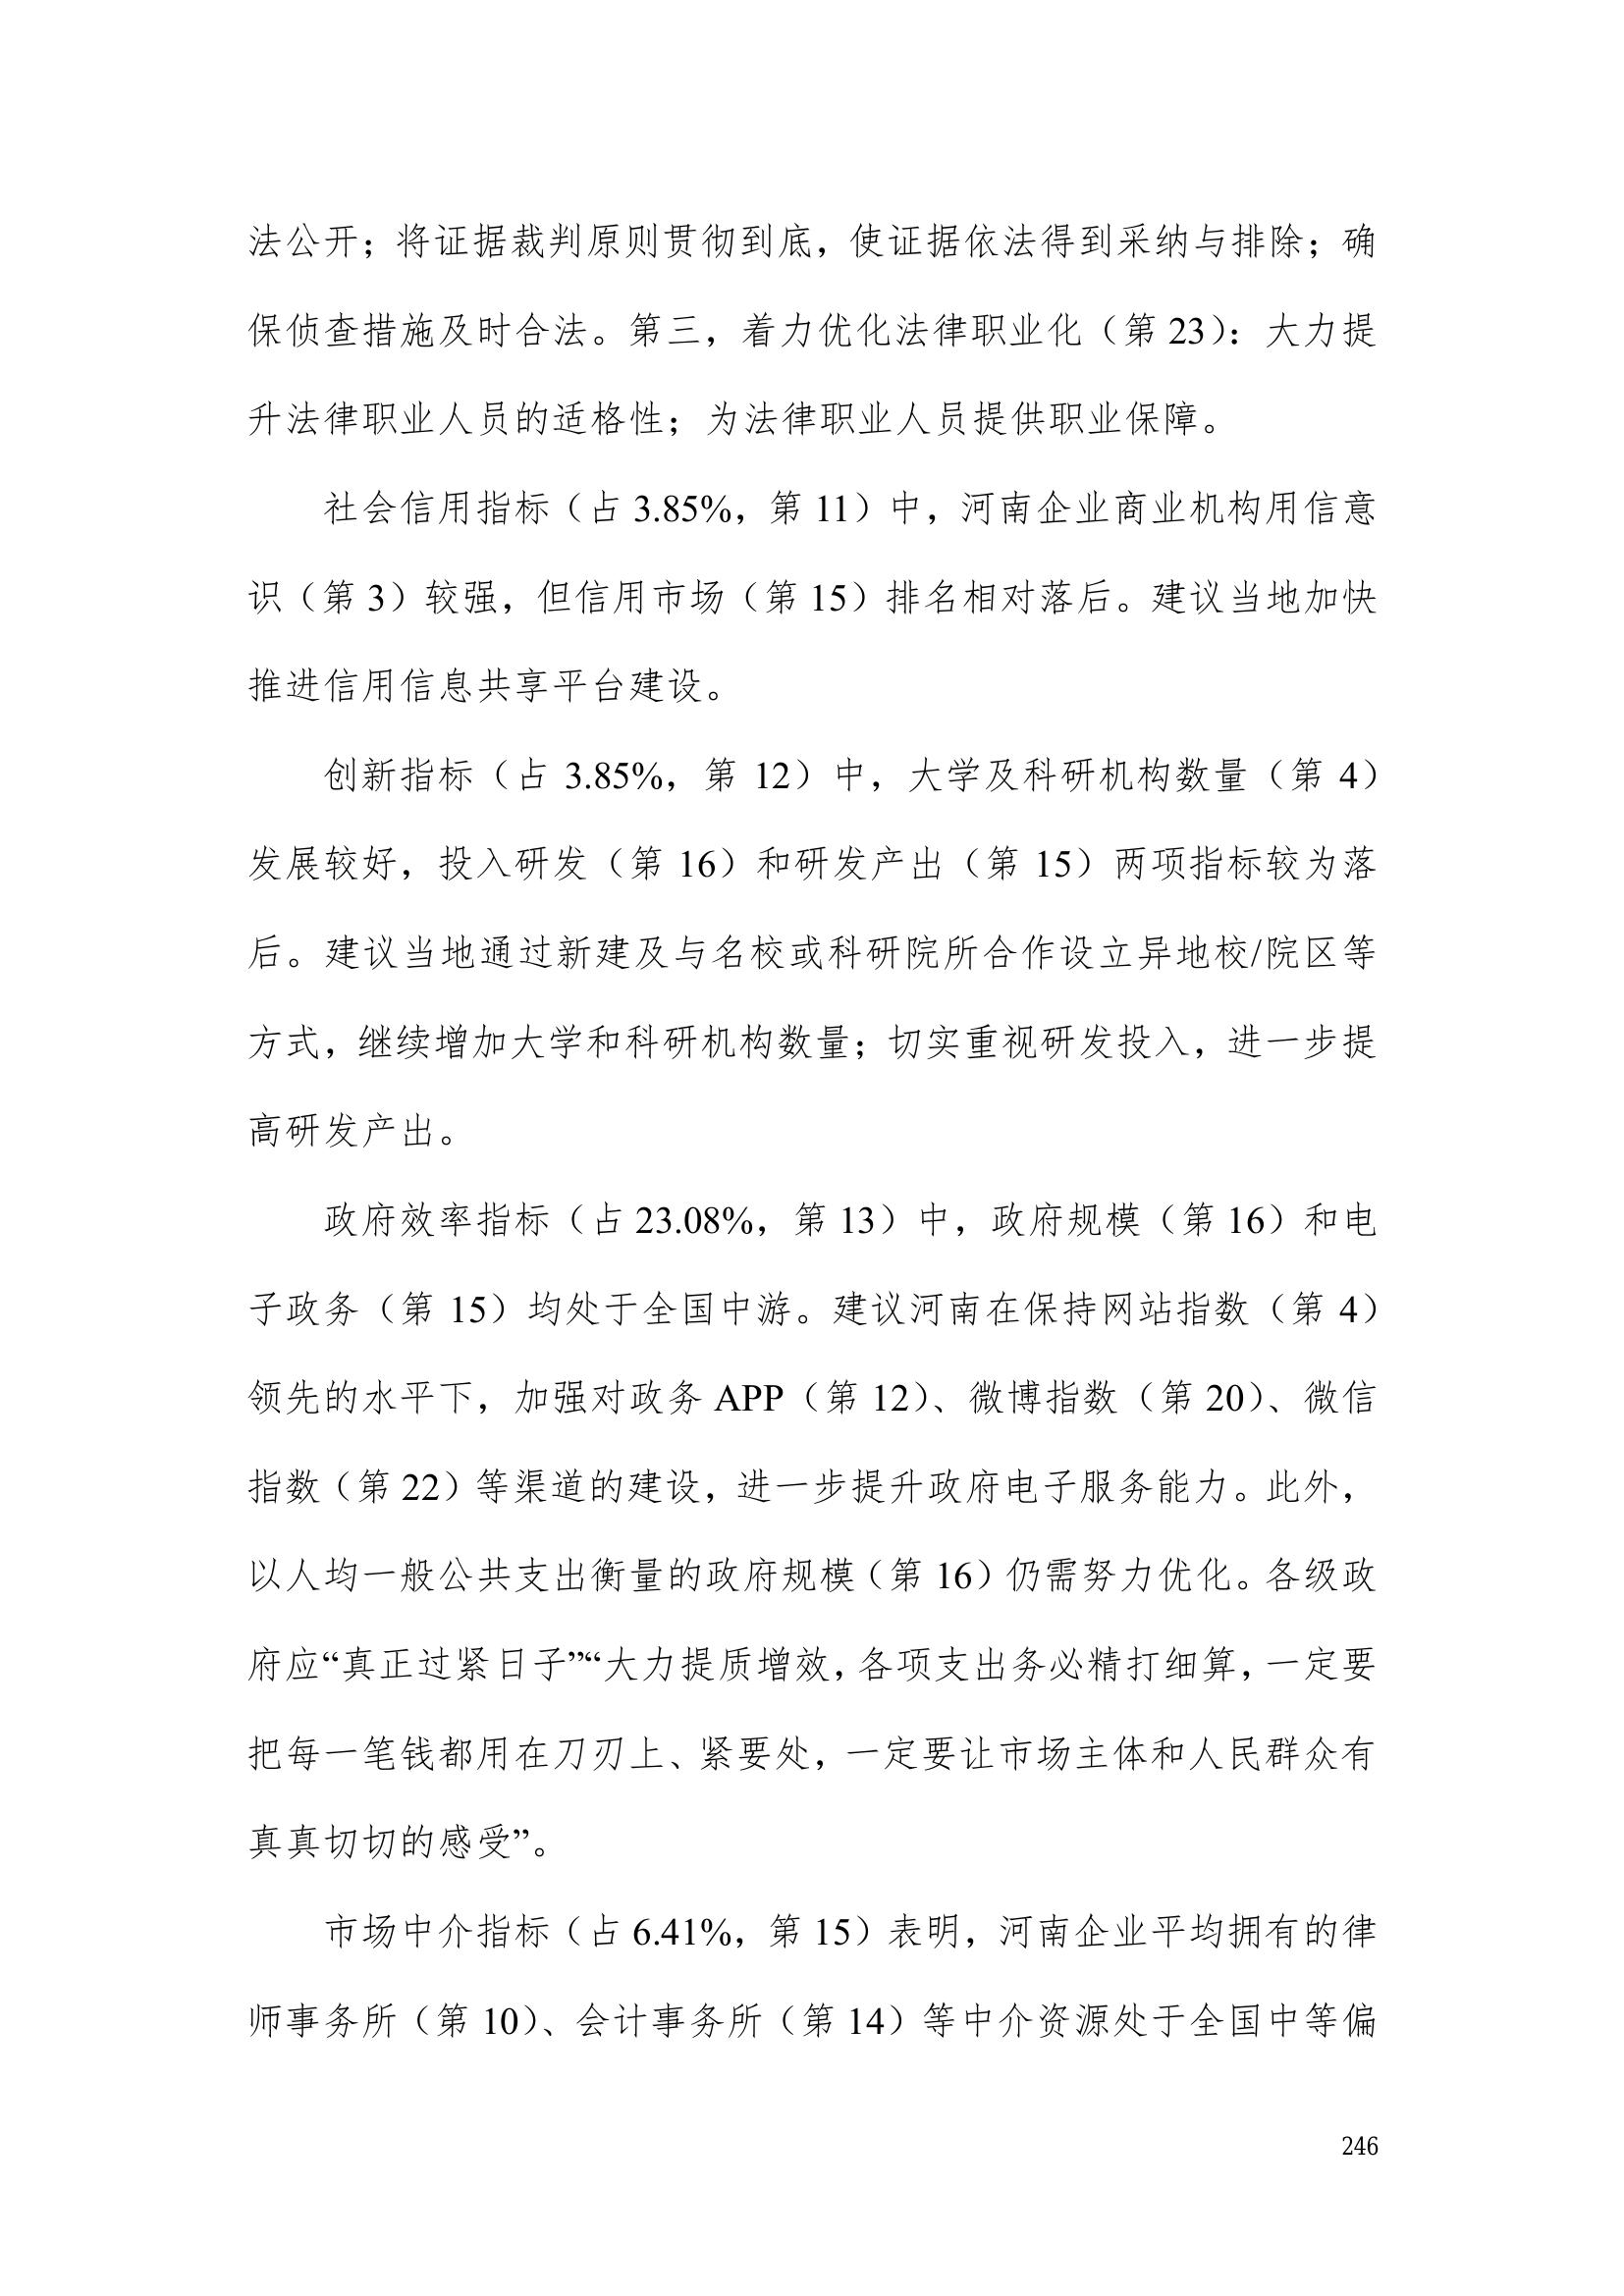 法公开；将证据裁判原则贯彻到底，使证据依法得到采纳与排除；确
保侦查措施及时合法。第三，着力优化法律职业化（第 23）：大力提
升法律职业人员的适格性；为法律职业人员提供职业保障。
社会信用指标（占 3.85%，第 11）中，河南企业商业机构用信意
识（第 3）较强，但信用市场（第 15）排名相对落后。建议当地加快
推进信用信息共享平台建设。
创新指标（占 3.85%，第 12）中，大学及科研机构数量（第 4）
发展较好，投入研发（第 16）和研发产出（第 15）两项指标较为落
后。建议当地通过新建及与名校或科研院所合作设立异地校/院区等
方式，继续增加大学和科研机构数量；切实重视研发投入，进一步提
高研发产出。
政府效率指标（占 23.08%，第 13）中，政府规模（第 16）和电
子政务（第 15）均处于全国中游。建议河南在保持网站指数（第 4）
领先的水平下，加强对政务 APP（第 12）、微博指数（第 20）、微信
指数（第 22）等渠道的建设，进一步提升政府电子服务能力。此外，
以人均一般公共支出衡量的政府规模（第 16）仍需努力优化。各级政
府应“真正过紧日子”“大力提质增效，各项支出务必精打细算，一定要
把每一笔钱都用在刀刃上、紧要处，一定要让市场主体和人民群众有
真真切切的感受”。
市场中介指标（占 6.41%，第 15）表明，河南企业平均拥有的律
师事务所（第 10）、会计事务所（第 14）等中介资源处于全国中等偏
246